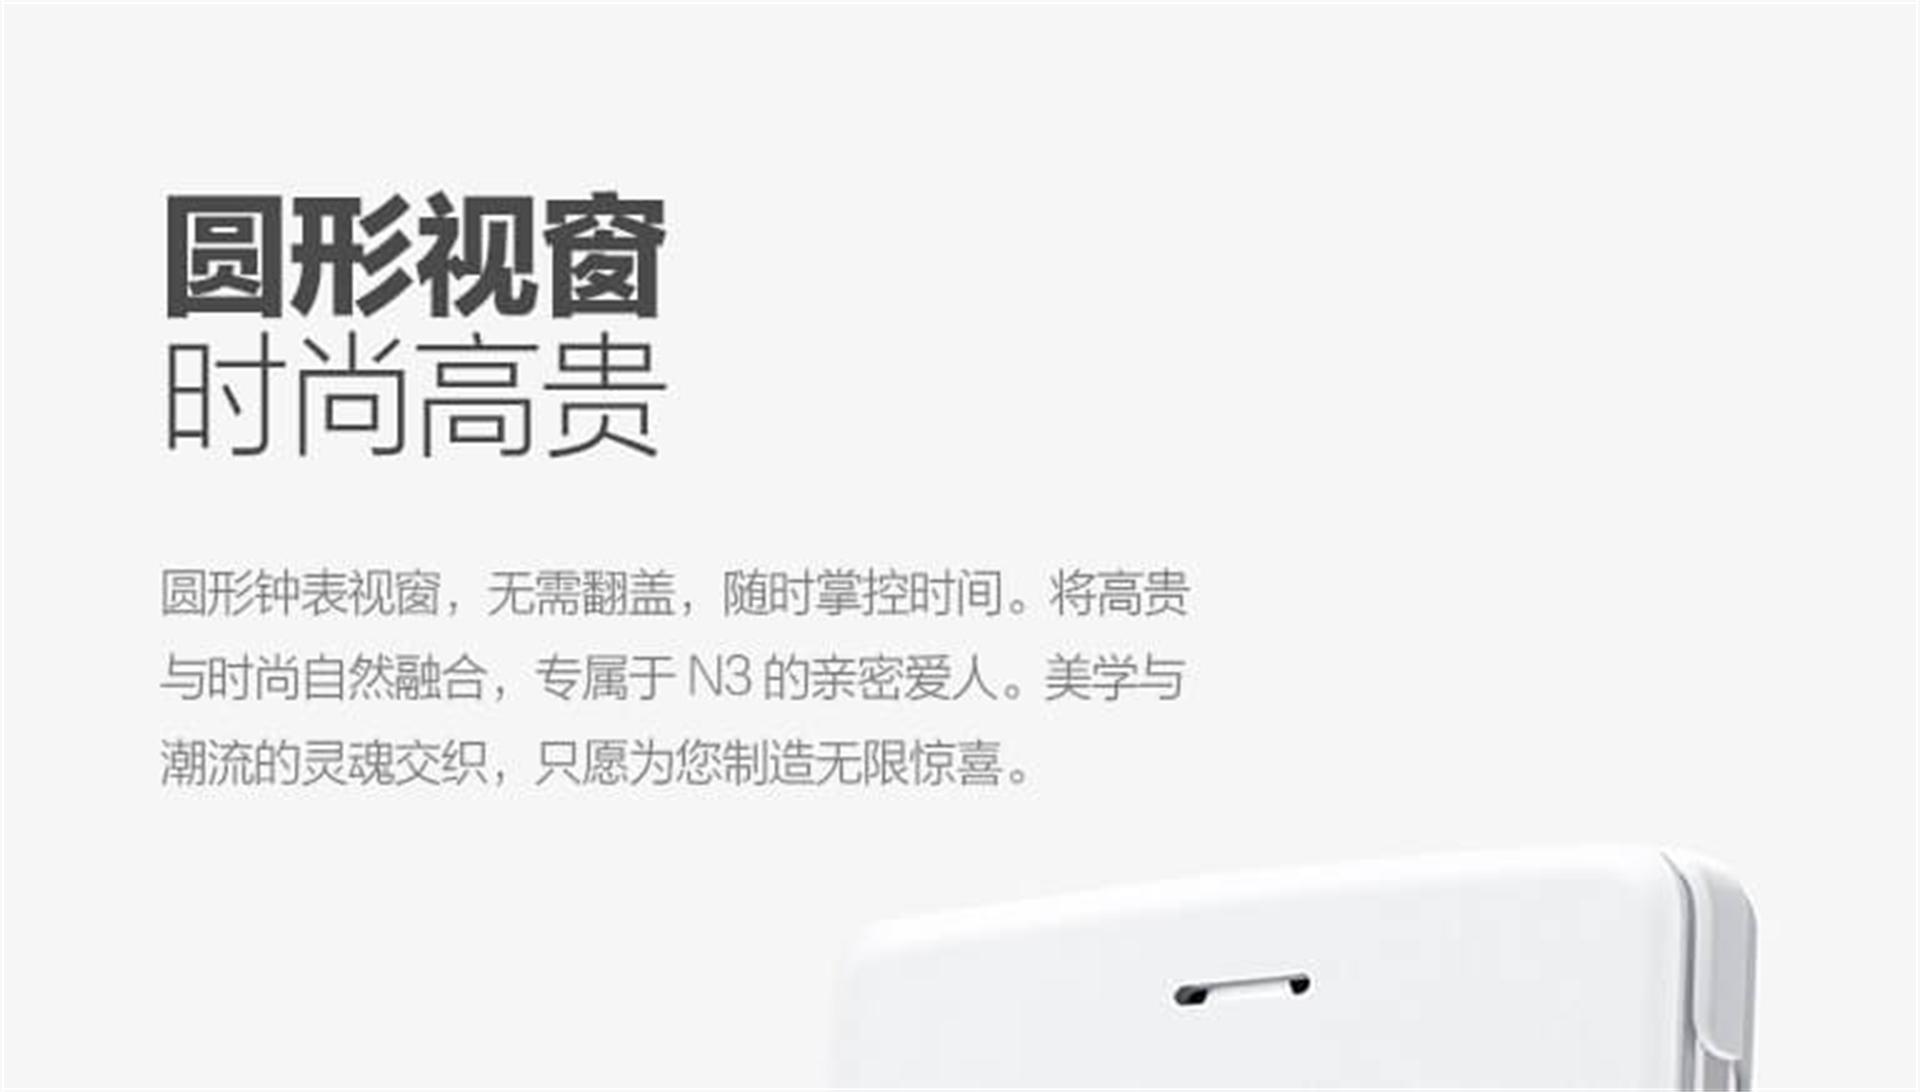 圆形视窗
时尚高贵
圆形钟表视窗，无需翻盖，随时掌控时间。将高贵
与时尚自然融合，专属于 N3 的亲密爱人。美学与
潮流的灵魂交织，只愿为您制造无限惊喜。